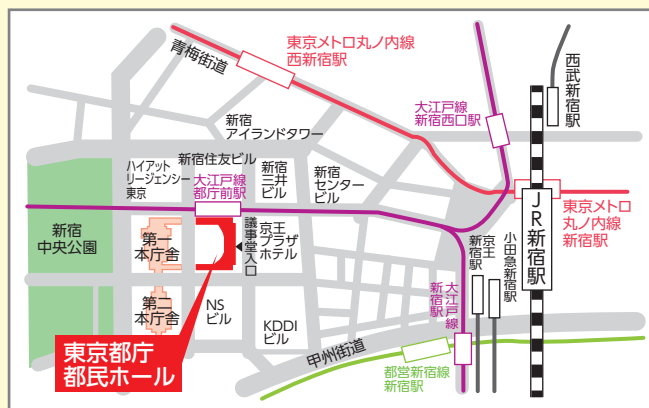 東京メトロ丸ノ内線
西新宿駅
青梅街道
西武新宿駅
大江戸線
新宿西口駅
新宿
アイランドタワー
新宿住友ビル
ハイアット
リージェンシー
東京
大江戸線
都庁前駅
新宿
三井
ビル
新宿
センター
ビル
新宿
中央公園
第一
本庁舎
議事堂入口
京王
プラザ
ホテル
東京メトロ
丸ノ内線
新宿駅
JR新宿駅
小田急新宿駅
京王
新宿駅
大江戸線
新宿駅
第二
本庁舎
NS
ビル
KDDI
ビル
甲州街道
都営新宿線
新宿駅
東京都庁
都民ホール